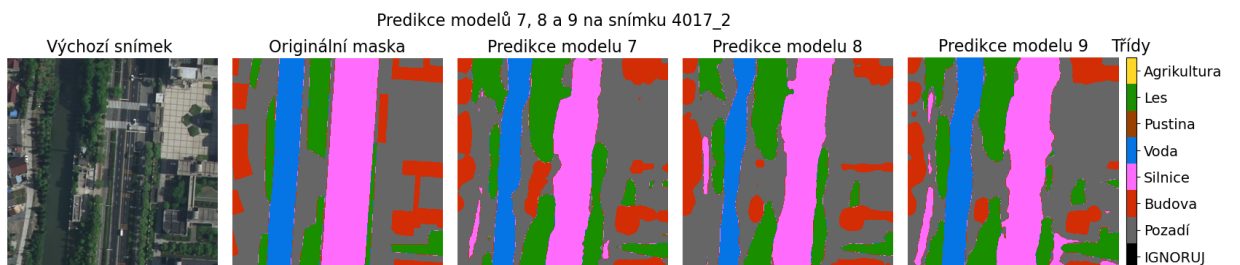 Predikce modelů 7, 8 a 9 na snímku 4017_2
Výchozí snímek
Originální maska
Predikce modelu 7
Predikce modelu 8
Predikce modelu 9
Třídy
Agrikultura
Les
Pustina
Voda
Silnice
Budova
Pozadí
IGNORUJ